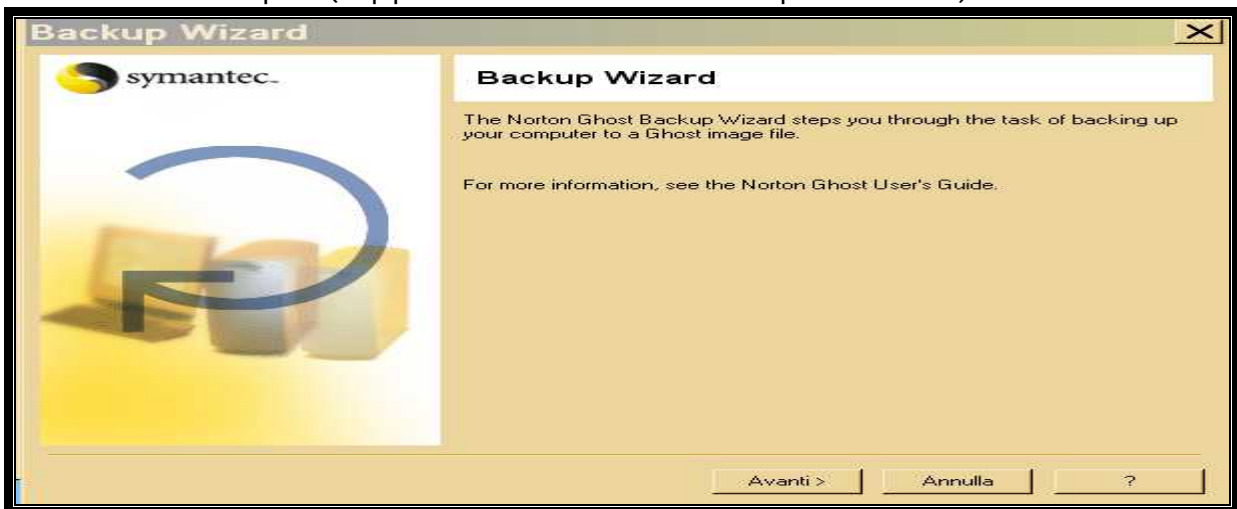 Backup Wizard
symantec.
Backup Wizard
The Norton Ghost Backup Wizard steps you through the task of backing up
your computer to a Ghost image file.
For more information, see the Norton Ghost User's Guide.
Avanti >
Annulla
?